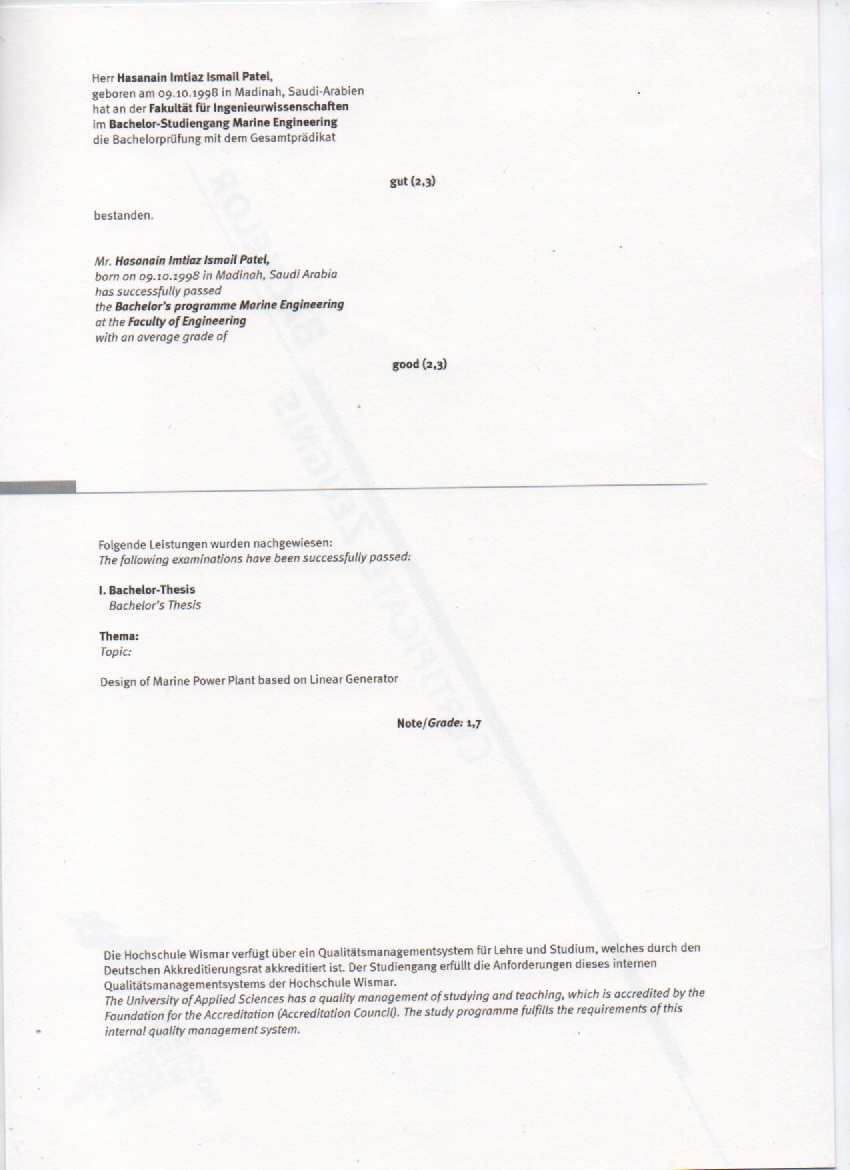 Herr Hasanain Imtiaz Ismail Patel,
geboren am 09.10.1998 in Madinah, Saudi-Arabien
hat an der Fakultät für Ingenieurwissenschaften
im Bachelor-Studiengang Marine Engineering
die Bachelorprüfung mit dem Gesamtprädikat
gut (2,3)
bestanden.
Mr. Hasanain Imtiaz Ismail Patel,
born on 09.10.1998 in Madinah, Saudi Arabia
has successfully passed
the Bachelor's programme Marine Engineering
at the Faculty of Engineering
with an average grade of
good (2,3)
Folgende Leistungen wurden nachgewiesen:
The following examinations have been successfully passed:
I. Bachelor-Thesis
Bachelor's Thesis
Thema:
Topic:
Design of Marine Power Plant based on Linear Generator
Note/Grade: 1,7
Die Hochschule Wismar verfügt über ein Qualitätsmanagementsystem für Lehre und Studium, welches durch den
Deutschen Akkreditierungsrat akkreditiert ist. Der Studiengang erfüllt die Anforderungen dieses internen
Qualitätsmanagementsystems der Hochschule Wismar.
The University of Applied Sciences has a quality management of studying and teaching, which is accredited by the
Foundation for the Accreditation (Accreditation Council). The study programme fulfills the requirements of this
internal quality management system.